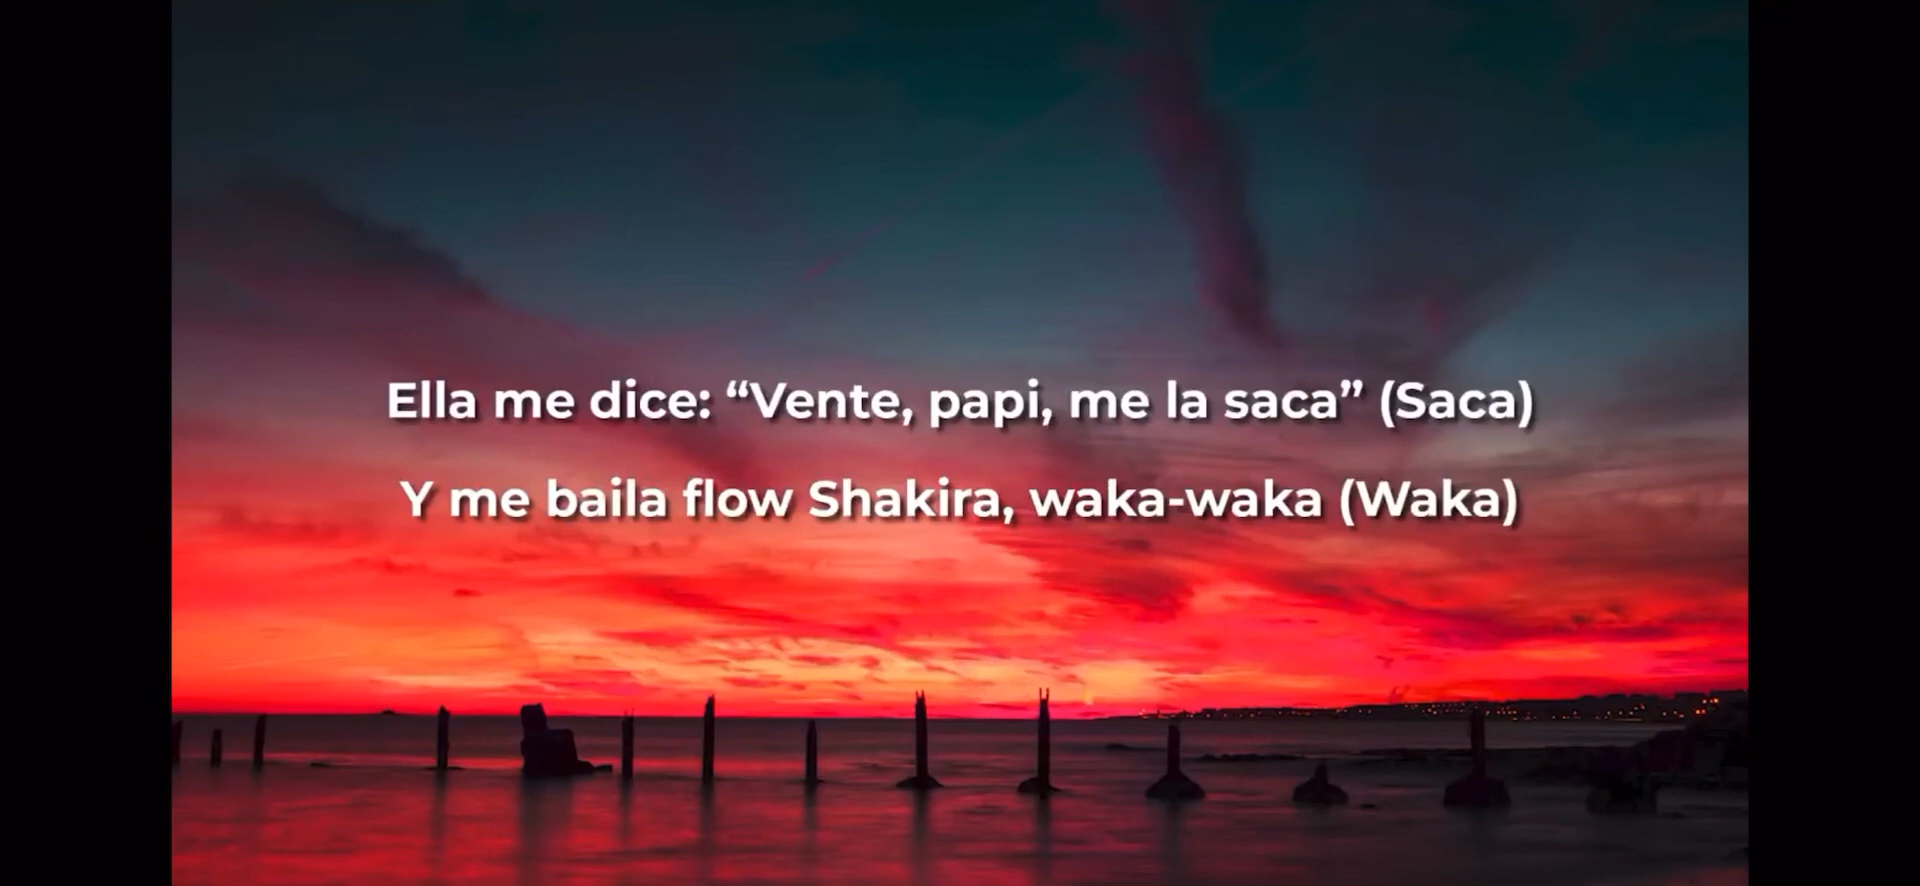 Ella me dice: “Vente, papi, me la saca” (Saca)
Y me baila flow Shakira, waka-waka (Waka)